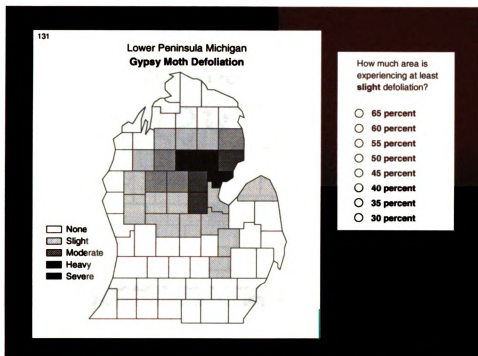 131
Lower Peninsula Michigan
Gypsy Moth Defoliation
None
Slight
Moderate
Heavy
Severe
How much area is
experiencing at least
slight defoliation?
65 percent
60 percent
55 percent
50 percent
45 percent
40 percent
35 percent
30 percent